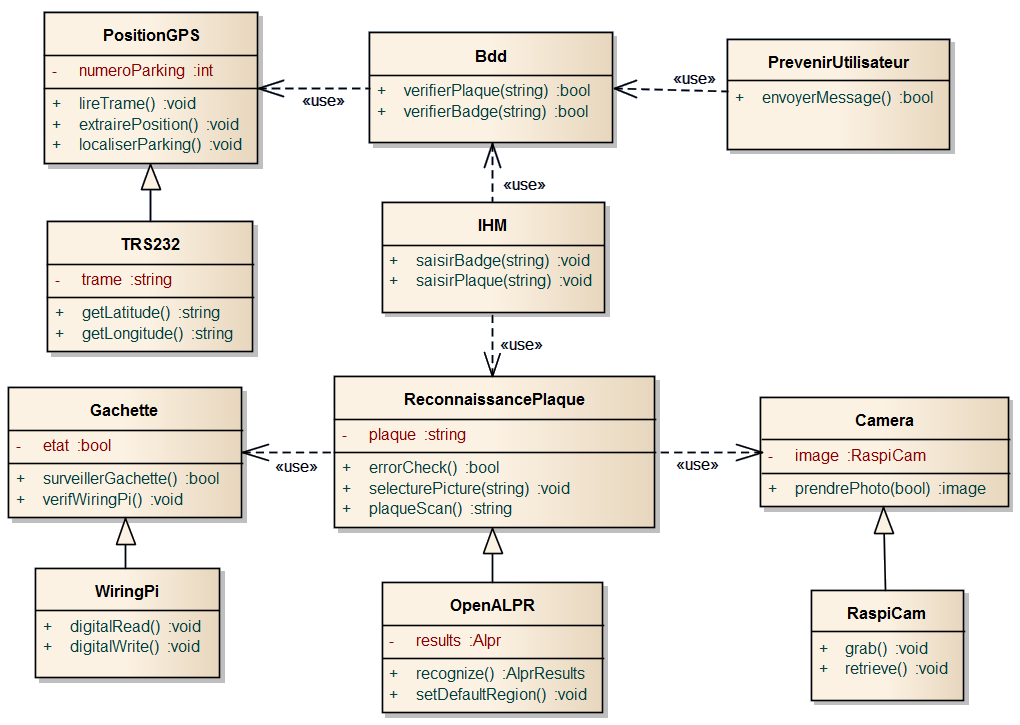 PositionGPS
- numeroParking :int
+ lireTrame() :void
+ extrairePosition() :void
+ localiserParking() :void
«use»
Bdd
+ verifierPlaque(string) :bool
+ verifierBadge(string) :bool
«use»
PrevenirUtilisateur
+ envoyerMessage() :bool
«use»
TRS232
- trame :string
+ getLatitude() :string
+ getLongitude() :string
IHM
+ saisirBadge(string) :void
+ saisirPlaque(string) :void
«use»
Gachette
- etat :bool
+ surveillerGachette() :bool
+ verifWiringPi() :void
«use»
ReconnaissancePlaque
- plaque :string
+ errorCheck() :bool
+ selecturePicture(string) :void
+ plaqueScan() :string
«use»
Camera
- image :RaspiCam
+ prendrePhoto(bool) :image
WiringPi
+ digitalRead() :void
+ digitalWrite() :void
OpenALPR
- results :Alpr
+ recognize() :AlprResults
+ setDefaultRegion() :void
RaspiCam
+ grab() :void
+ retrieve() :void